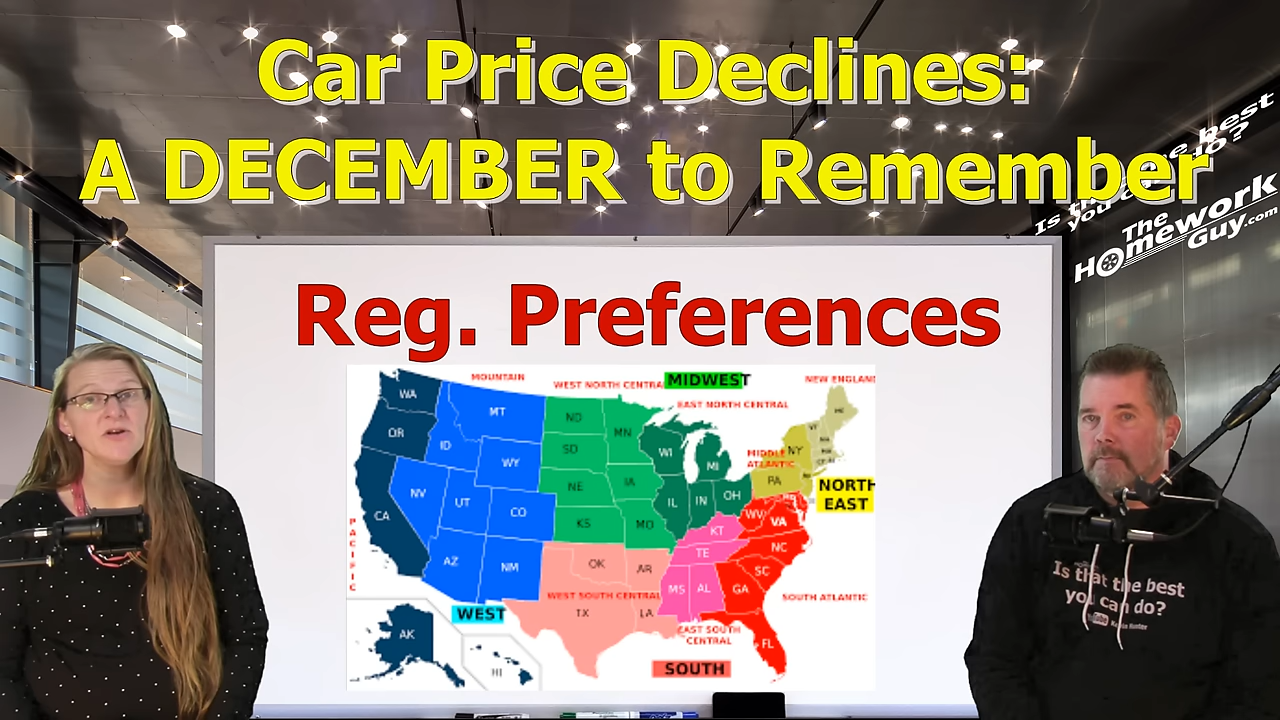 Car Price Declines:
A DECEMBER to Remember
Is the best
you can do?
The
Homework
Guy.com
Reg. Preferences
MOUNTAIN
WEST NORTH CENTRA
MIDWEST
NEW ENGLAND
EAST NORTH CENTRAL
WA
MT
ND
MN
OR
ID
SD
WI
MI
NY
VT
ME
WY
MIDDLE
ATLANTIC
PA
NE
IA
NORTH
EAST
NV
UT
CO
IL
IN
OH
CA
KS
MO
WV
VA
KT
PACIFIC
AZ
NM
OK
AR
TE
NC
SC
MS
AL
GA
WEST SOUTH CENTRAL
SOUTH ATLANTIC
WEST
TX
LA
EAST SOUTH
CENTRAL
FL
AK
HI
SOUTH
Is that the best
you can do?